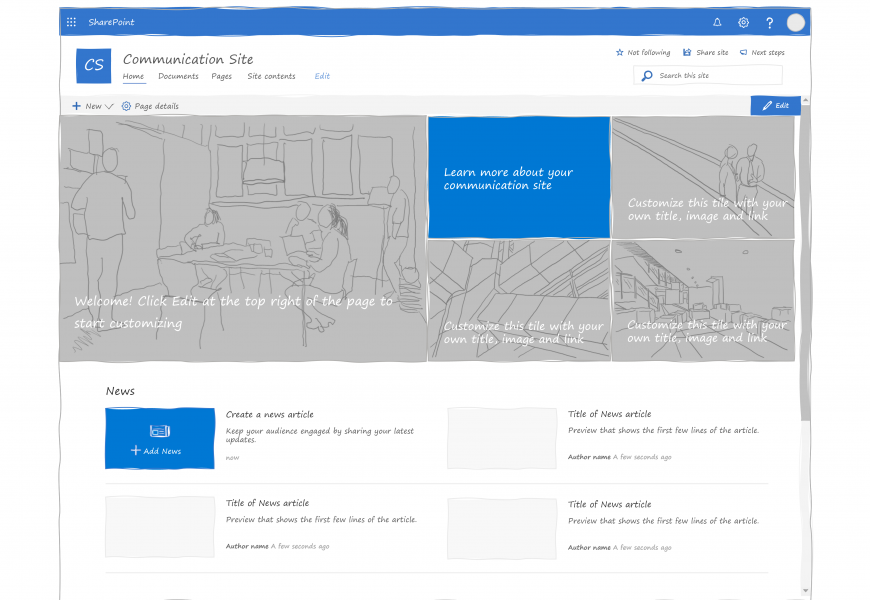 SharePoint
?
CS
Communication Site
Home Documents Pages Site contents Edit
Not following Share site Next steps
Search this site
New Page details
Edit
Welcome! Click Edit at the top right of the page to
start customizing
Learn more about your
communication site
Customize this tile with your
own title, image and link
Customize this tile with your
own title, image and link
Customize this tile with your
own title, image and link
News
Add News
Create a news article
Keep your audience engaged by sharing your latest
updates.
now
Title of News article
Preview that shows the first few lines of the article.
Author name A few seconds ago
Title of News article
Preview that shows the first few lines of the article.
Author name A few seconds ago
Title of News article
Preview that shows the first few lines of the article.
Author name A few seconds ago